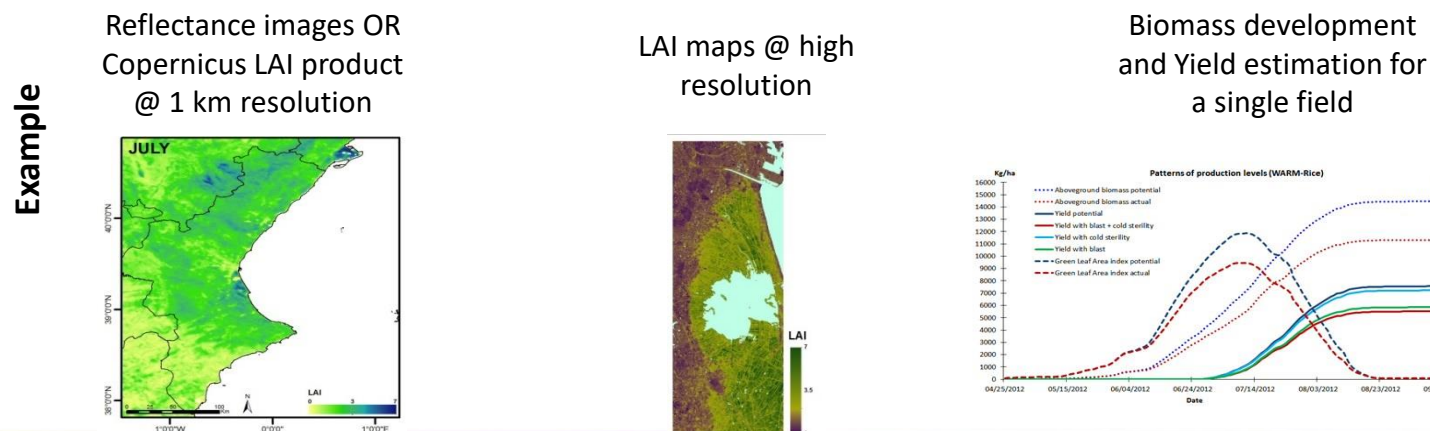 Example
Reflectance images OR
Copernicus LAI product
@ 1 km resolution
JULY
40°0'0"N
39°0'0"N
38°0'0"N
LAI
0 3 7
0 25 50 100
Km
N
1°0'0"W 0°0'0" 1°0'0"E
LAI maps @ high
resolution
LAI
7
3.5
Biomass development
and Yield estimation for
a single field
Patterns of production levels (WARM-Rice)
Kg/ha
16000
15000
14000
13000
12000
11000
10000
9000
8000
7000
6000
5000
4000
3000
2000
1000
0
Aboveground biomass potential
Aboveground biomass actual
Yield potential
Yield with blast + cold sterility
Yield with cold sterility
Yield with blast
Green Leaf Area index potential
Green Leaf Area index actual
04/25/2012 05/15/2012 06/04/2012 06/24/2012 07/14/2012 08/03/2012 08/23/2012 09
Date